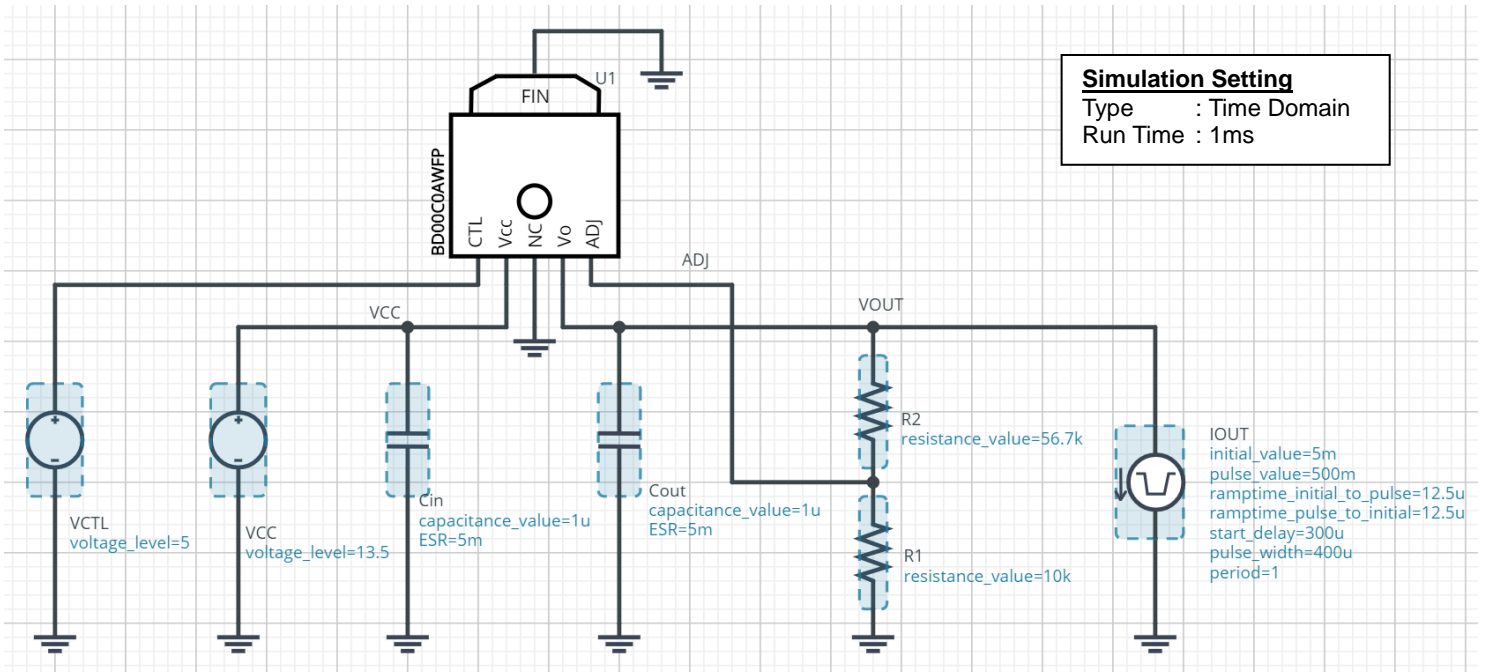 U1
FIN
BD00C0AWFP
CTL
Vcc
NC
Vo
ADJ
Simulation Setting
Type : Time Domain
Run Time : 1ms
ADJ
VCC
VOUT
+
-
VCTL
voltage_level=5
+
-
VCC
voltage_level=13.5
Cin
capacitance_value=1u
ESR=5m
Cout
capacitance_value=1u
ESR=5m
R2
resistance_value=56.7k
R1
resistance_value=10k
IOUT
initial_value=5m
pulse_value=500m
ramptime_initial_to_pulse=12.5u
ramptime_pulse_to_initial=12.5u
start_delay=300u
pulse_width=400u
period=1